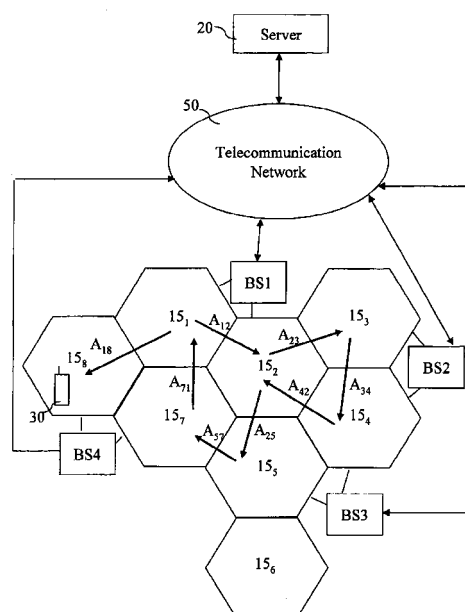 20
Server
50
Telecommunication
Network
BS1
15₁
A₁₂
15₃
A₂₃
A₁₈
15₈
15₂
BS2
A₇₁
A₄₂
A₃₄
30
15₇
15₄
A₅₇
A₂₅
BS4
15₅
BS3
15₆